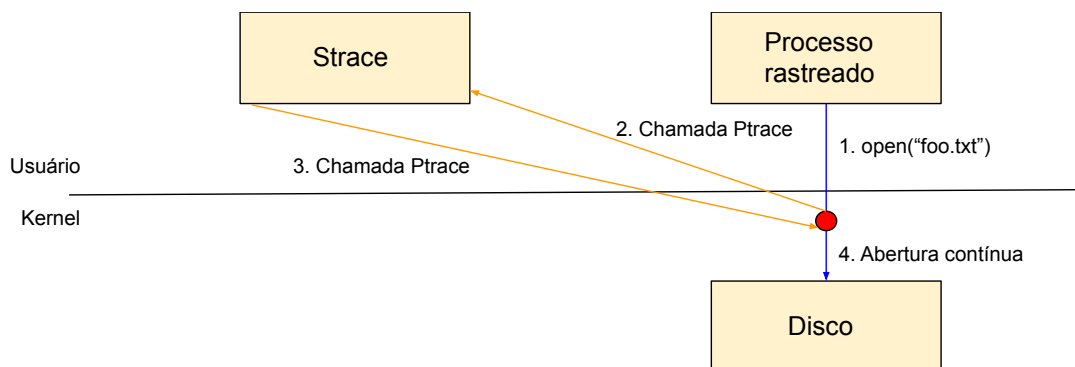 Strace
Processo
rastreado
2. Chamada Ptrace
1. open(“foo.txt”)
3. Chamada Ptrace
Usuário
Kernel
4. Abertura contínua
Disco